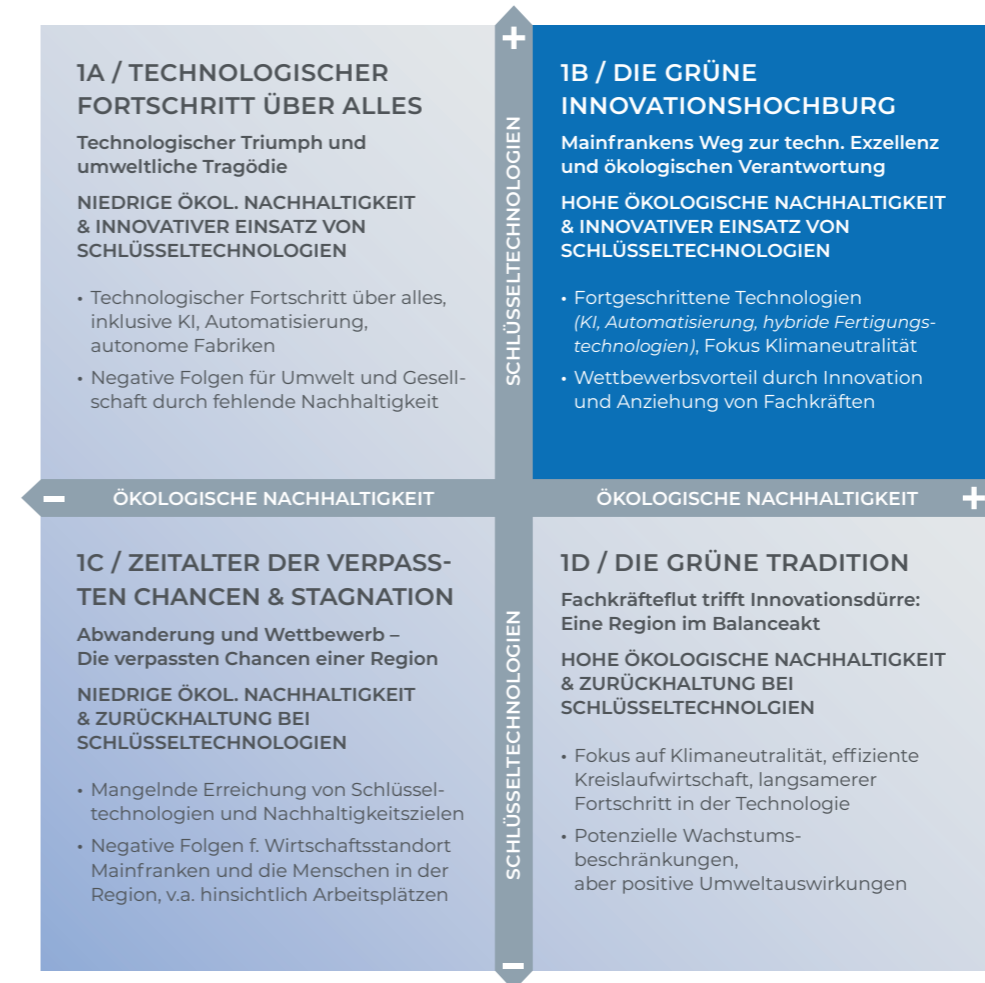 +
1A / TECHNOLOGISCHER
FORTSCHRITT ÜBER ALLES
Technologischer Triumph und
umweltliche Tragödie
NIEDRIGE ÖKOL. NACHHALTIGKEIT
& INNOVATIVER EINSATZ VON
SCHLÜSSELTECHNOLOGIEN
• Technologischer Fortschritt über alles,
inklusive KI, Automatisierung,
autonome Fabriken
• Negative Folgen für Umwelt und Gesell-
schaft durch fehlende Nachhaltigkeit
SCHLÜSSELTECHNOLOGIEN
1B / DIE GRÜNE
INNOVATIONSHOCHBURG
Mainfrankens Weg zur techn. Exzellenz
und ökologischen Verantwortung
HOHE ÖKOLOGISCHE NACHHALTIGKEIT
& INNOVATIVER EINSATZ VON
SCHLÜSSELTECHNOLOGIEN
• Fortgeschrittene Technologien
(KI, Automatisierung, hybride Fertigungs-
technologien), Fokus Klimaneutralität
• Wettbewerbsvorteil durch Innovation
und Anziehung von Fachkräften
– ÖKOLOGISCHE NACHHALTIGKEIT
ÖKOLOGISCHE NACHHALTIGKEIT +
1C / ZEITALTER DER VERPASS-
TEN CHANCEN & STAGNATION
Abwanderung und Wettbewerb –
Die verpassten Chancen einer Region
NIEDRIGE ÖKOL. NACHHALTIGKEIT
& ZURÜCKHALTUNG BEI
SCHLÜSSELTECHNOLOGIEN
• Mangelnde Erreichung von Schlüssel-
technologien und Nachhaltigkeitszielen
• Negative Folgen f. Wirtschaftsstandort
Mainfranken und die Menschen in der
Region, v.a. hinsichtlich Arbeitsplätzen
SCHLÜSSELTECHNOLOGIEN
1D / DIE GRÜNE TRADITION
Fachkräfteflut trifft Innovationsdürre:
Eine Region im Balanceakt
HOHE ÖKOLOGISCHE NACHHALTIGKEIT
& ZURÜCKHALTUNG BEI
SCHLÜSSELTECHNOLGIEN
• Fokus auf Klimaneutralität, effiziente
Kreislaufwirtschaft, langsamerer
Fortschritt in der Technologie
• Potenzielle Wachstums-
beschränkungen,
aber positive Umweltauswirkungen
–